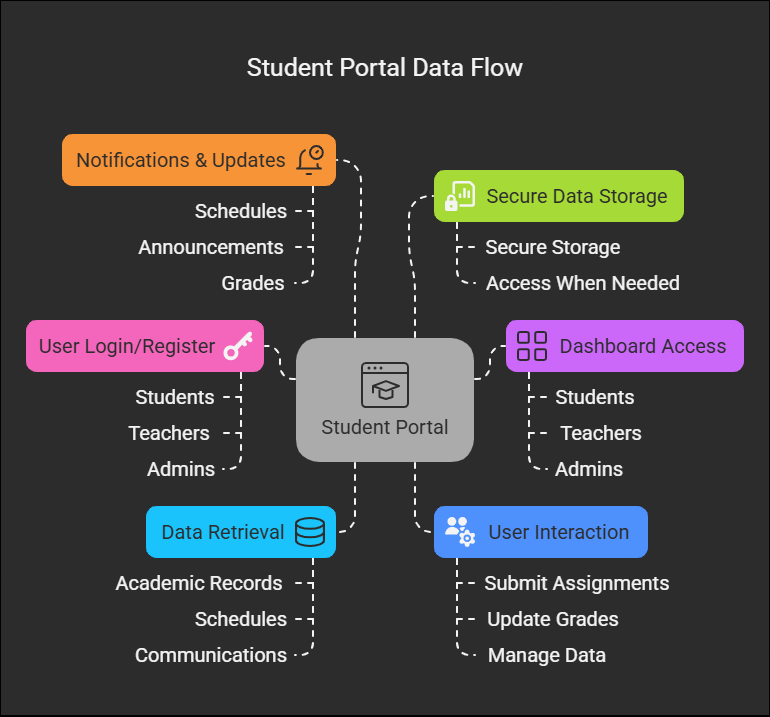 Student Portal Data Flow
Notifications & Updates
Schedules
Announcements
Grades
Secure Data Storage
Secure Storage
Access When Needed
User Login/Register
Students
Teachers
Admins
Dashboard Access
Students
Teachers
Admins
Student Portal
Data Retrieval
Academic Records
Schedules
Communications
User Interaction
Submit Assignments
Update Grades
Manage Data